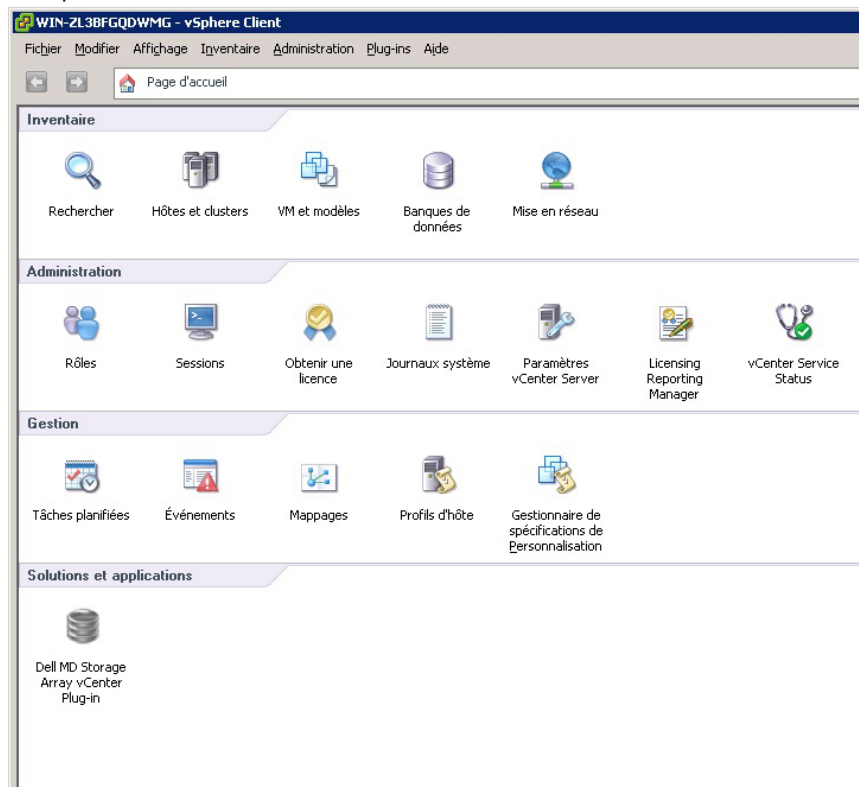 WIN-ZL3BFGQDWMG - vSphere Client
Fichier Modifier Affichage Inventaire Administration Plug-ins Aide
Page d'accueil
Inventaire
Rechercher
Hôtes et clusters
VM et modèles
Banques de
données
Mise en réseau
Administration
Rôles
Sessions
Obtenir une
licence
Journaux système
Paramètres
vCenter Server
Licensing
Reporting
Manager
vCenter Service
Status
Gestion
Tâches planifiées
Événements
Mappages
Profils d'hôte
Gestionnaire de
spécifications de
Personnalisation
Solutions et applications
Dell MD Storage
Array vCenter
Plug-in